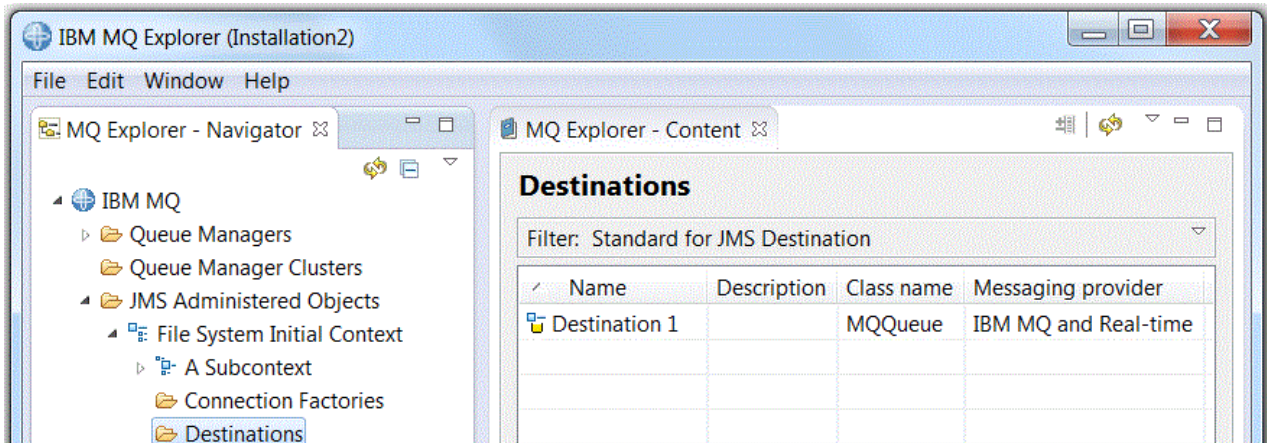 IBM MQ Explorer (Installation2)
File Edit Window Help
MQ Explorer - Navigator
IBM MQ
Queue Managers
Queue Manager Clusters
JMS Administered Objects
File System Initial Context
A Subcontext
Connection Factories
Destinations
MQ Explorer - Content
Destinations
Filter: Standard for JMS Destination
Name Description Class name Messaging provider
Destination 1 MQQueue IBM MQ and Real-time